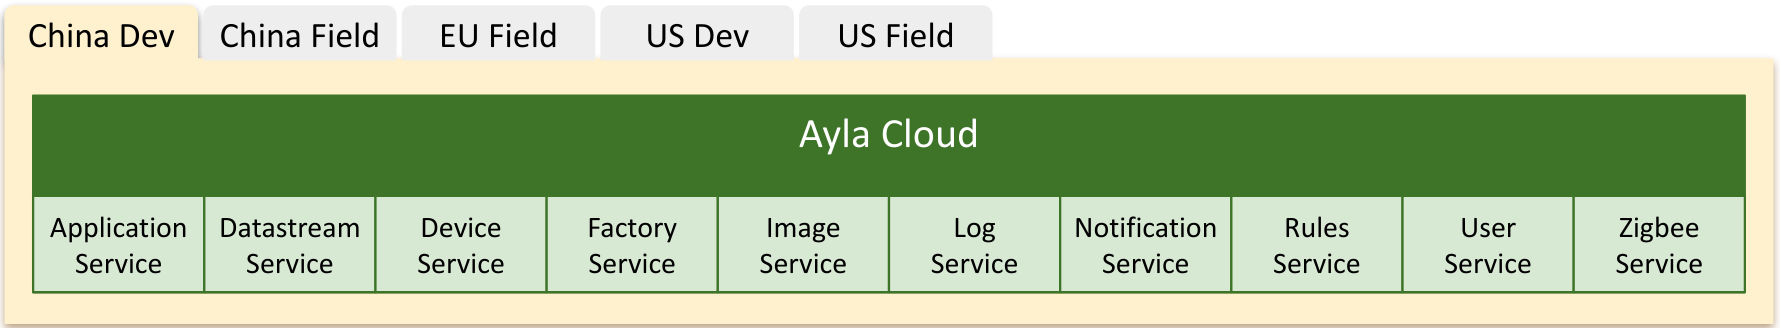 China Dev China Field EU Field US Dev US Field
Ayla Cloud
Application Service
Datastream Service
Device Service
Factory Service
Image Service
Log Service
Notification Service
Rules Service
User Service
Zigbee Service